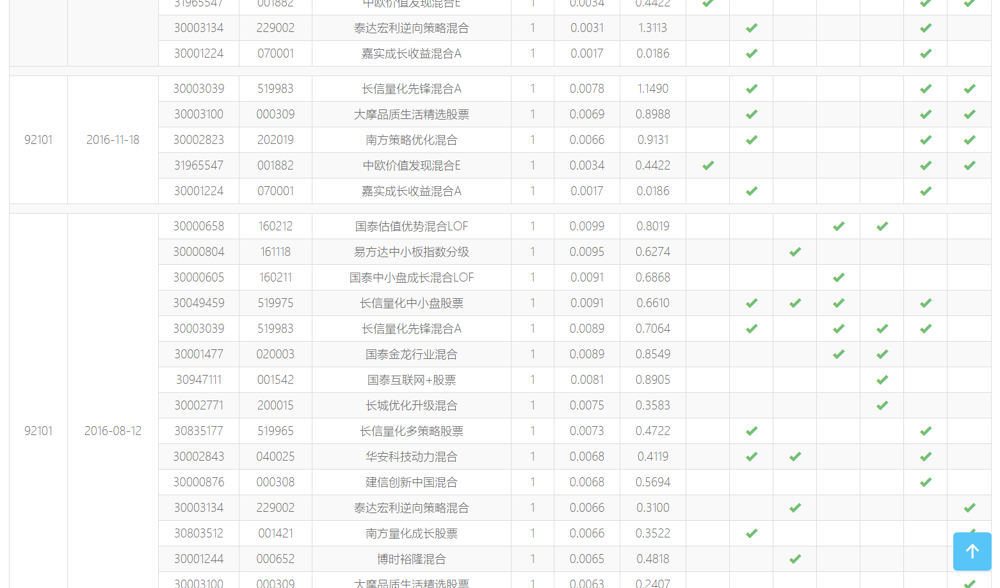 31965547 001882 中欧价值发现混合E 1 0.0034 0.4422
30003134 229002 泰达宏利逆向策略混合 1 0.0031 1.3113
30001224 070001 嘉实成长收益混合A 1 0.0017 0.0186
30003039 519983 长信量化先锋混合A 1 0.0078 1.1490
30003100 000309 大摩品质生活精选股票 1 0.0069 0.8988
92101 2016-11-18 30002823 202019 南方策略优化混合 1 0.0066 0.9131
31965547 001882 中欧价值发现混合E 1 0.0034 0.4422
30001224 070001 嘉实成长收益混合A 1 0.0017 0.0186
30000658 160212 国泰估值优势混合LOF 1 0.0099 0.8019
30000804 161118 易方达中小板指数分级 1 0.0095 0.6274
30000605 160211 国泰中小盘成长混合LOF 1 0.0091 0.6868
30049459 519975 长信量化中小盘股票 1 0.0091 0.6610
30003039 519983 长信量化先锋混合A 1 0.0089 0.7064
30001477 020003 国泰金龙行业混合 1 0.0089 0.8549
30947111 001542 国泰互联网+股票 1 0.0081 0.8905
30002771 200015 长城优化升级混合 1 0.0075 0.3583
92101 2016-08-12 30835177 519965 长信量化多策略股票 1 0.0073 0.4722
30002843 040025 华安科技动力混合 1 0.0068 0.4119
30000876 000308 建信创新中国混合 1 0.0068 0.5694
30003134 229002 泰达宏利逆向策略混合 1 0.0066 0.3100
30803512 001421 南方量化成长股票 1 0.0066 0.3522
30001244 000652 博时裕隆混合 1 0.0065 0.4818
30003100 000309 大摩品质生活精选股票 1 0.0063 0.2407